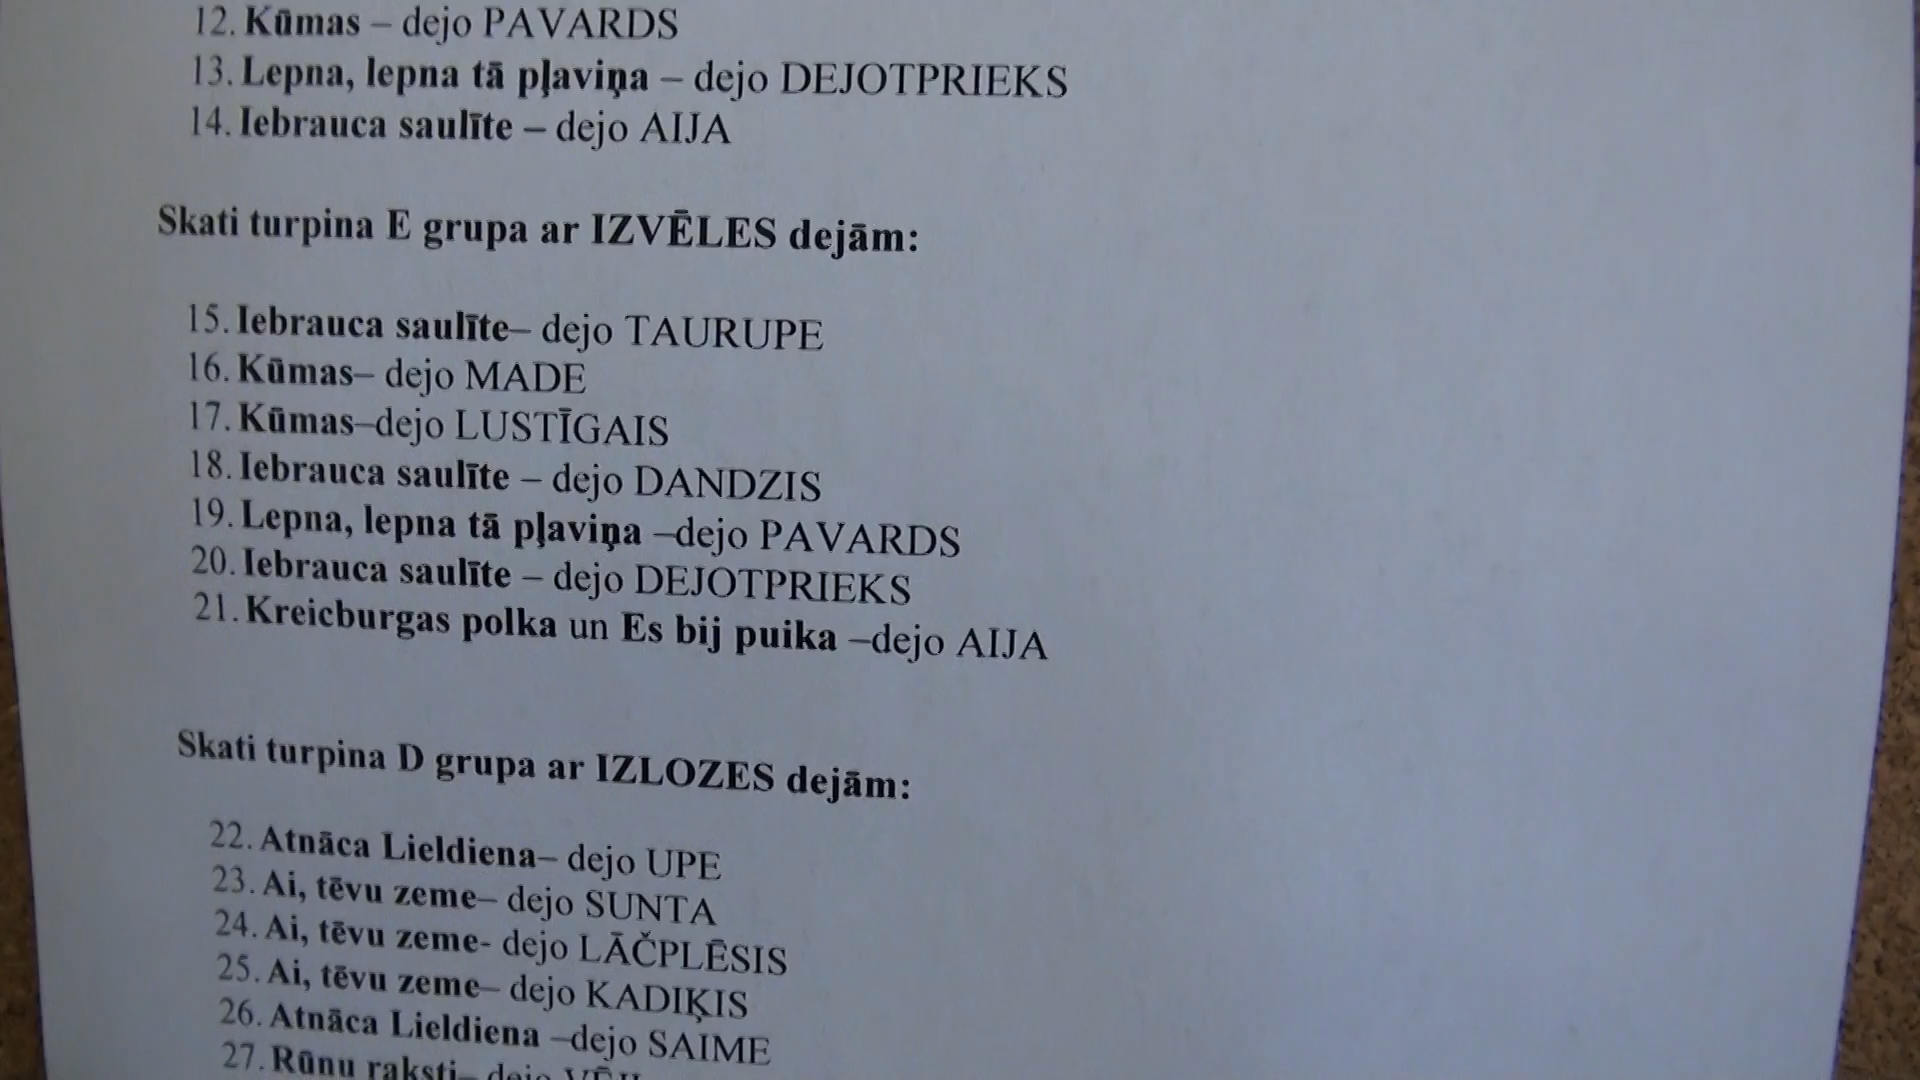 12. Kūmas – dejo PAVARDS
13. Lepna, lepna tā pļaviņa – dejo DEJOTPRIEKS
14. Iebrauca saulīte – dejo AIJA
Skati turpina E grupa ar IZVĒLES dejām:
15. Iebrauca saulīte– dejo TAURUPE
16. Kūmas– dejo MADE
17. Kūmas–dejo LUSTĪGAIS
18. Iebrauca saulīte – dejo DANDZIS
19. Lepna, lepna tā pļaviņa –dejo PAVARDS
20. Iebrauca saulīte – dejo DEJOTPRIEKS
21. Kreicburgas polka un Es bij puika –dejo AIJA
Skati turpina D grupa ar IZLOZES dejām:
22. Atnāca Lieldiena– dejo UPE
23. Ai, tēvu zeme– dejo SUNTA
24. Ai, tēvu zeme- dejo LĀČPLĒSIS
25. Ai, tēvu zeme– dejo KADIĶIS
26. Atnāca Lieldiena –dejo SAIME
27. Rūnu raksti– dejo